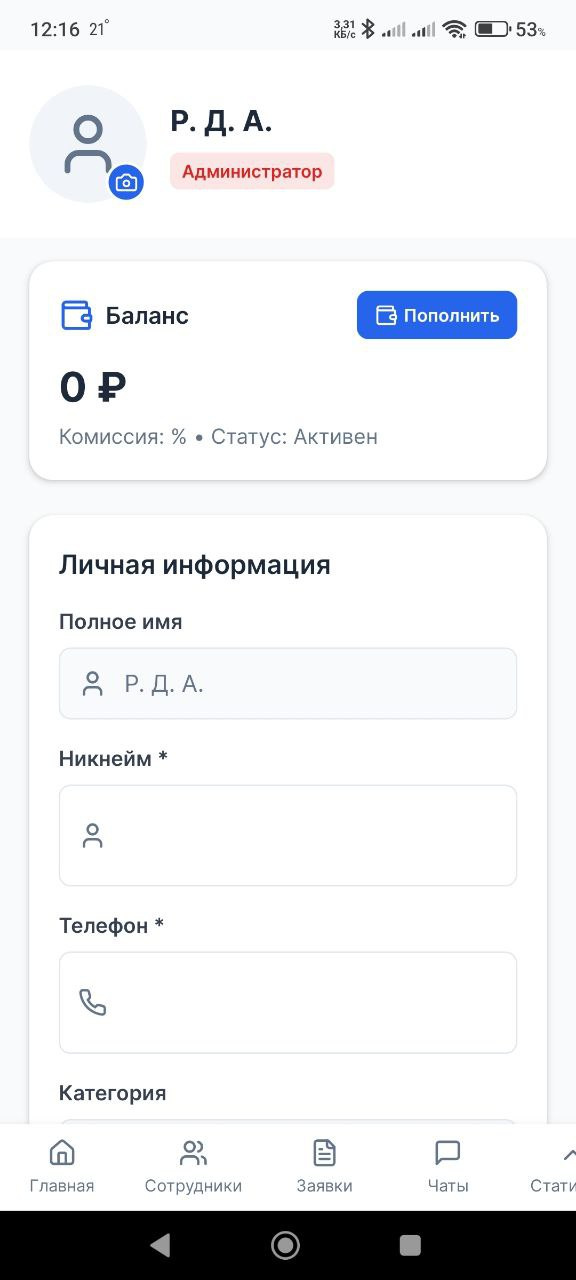 12:16 21°
3,31 КБ/с 53%
Р. Д. А.
Администратор
Баланс
Пополнить
0 ₽
Комиссия: % • Статус: Активен
Личная информация
Полное имя
Р. Д. А.
Никнейм *
Телефон *
Категория
Главная Сотрудники Заявки Чаты Стати